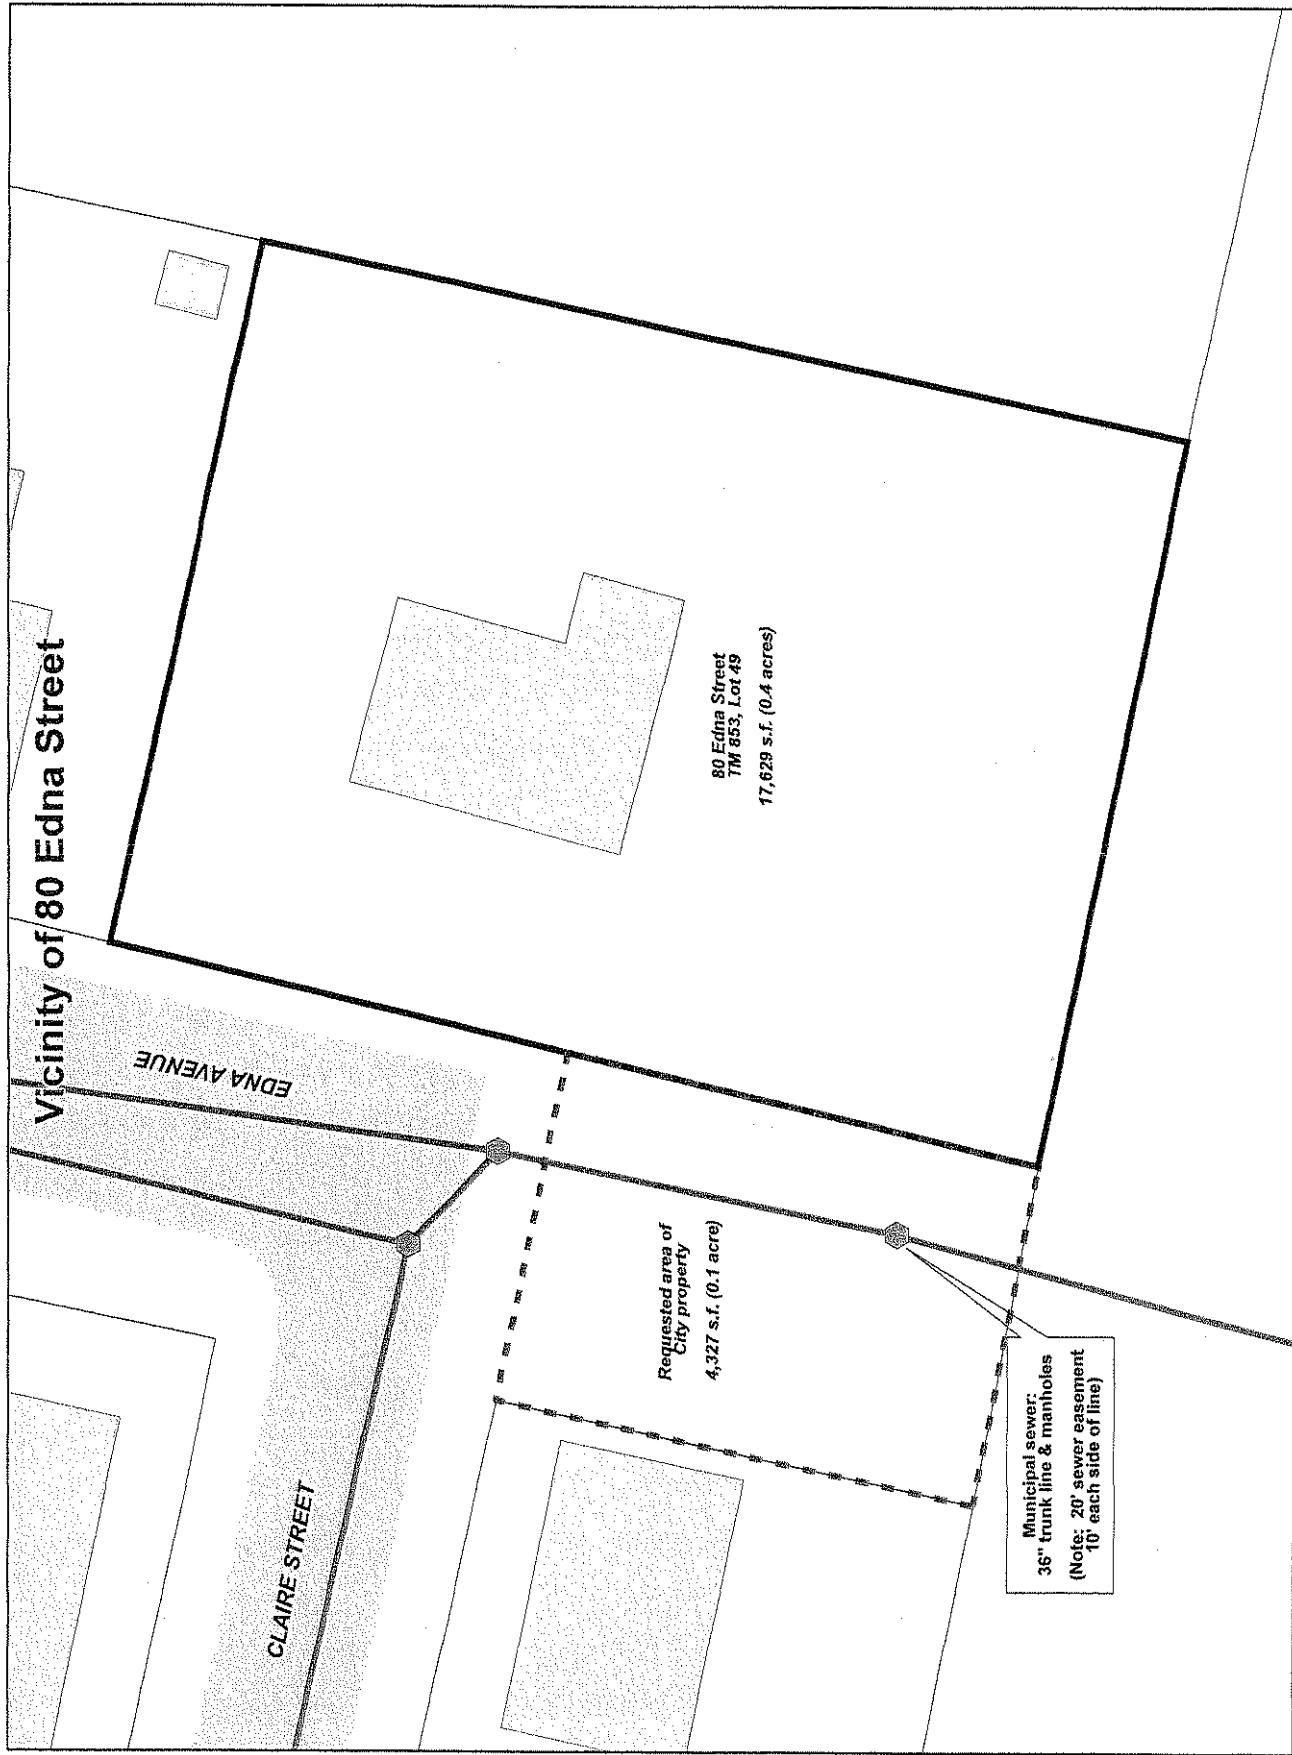 Vicinity of 80 Edna Street
EDNA AVENUE
CLAIRE STREET
80 Edna Street
TM 853, Lot 49
17,629 s.f. (0.4 acres)
Requested area of
City property
4,327 s.f. (0.1 acre)
Municipal sewer:
36" trunk line & manholes
(Note: 20' sewer easement
10' each side of line)